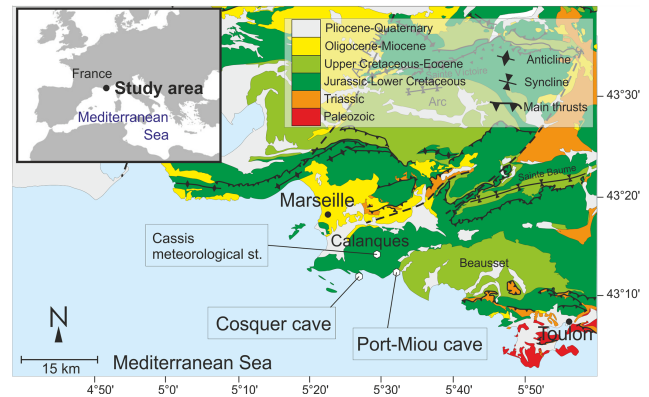 France
Study area
Mediterranean
Sea
Pliocene-Quaternary
Oligocene-Miocene
Upper Cretaceous-Eocene
Jurassic-Lower Cretaceous
Triassic
Paleozoic
Anticline
Syncline
Main thrusts
Victoire
Arc
43°30'
Sainte Baume
43°20'
Marseille
Cassis
meteorological st.
Calanques
Beausset
43°10'
Cosquer cave
Port-Miou cave
Toulon
N
15 km
Mediterranean Sea
4°50'
5°0'
5°10'
5°20'
5°30'
5°40'
5°50'